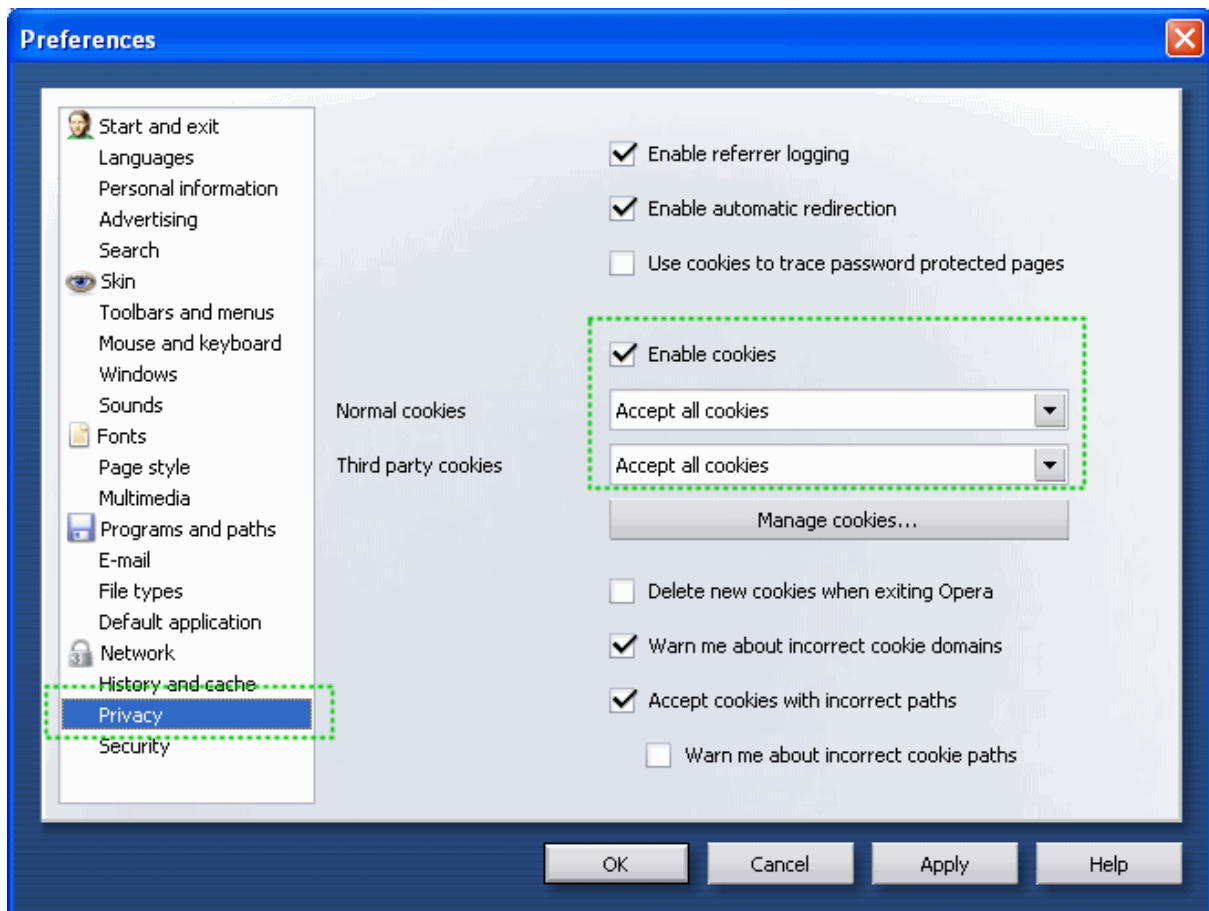 Preferences
Start and exit
Languages
Personal information
Advertising
Search
Skin
Toolbars and menus
Mouse and keyboard
Windows
Sounds
Fonts
Page style
Multimedia
Programs and paths
E-mail
File types
Default application
Network
History and cache
Privacy
Security
Enable referrer logging
Enable automatic redirection
Use cookies to trace password protected pages
Enable cookies
Normal cookies Accept all cookies
Third party cookies Accept all cookies
Manage cookies...
Delete new cookies when exiting Opera
Warn me about incorrect cookie domains
Accept cookies with incorrect paths
Warn me about incorrect cookie paths
OK Cancel Apply Help